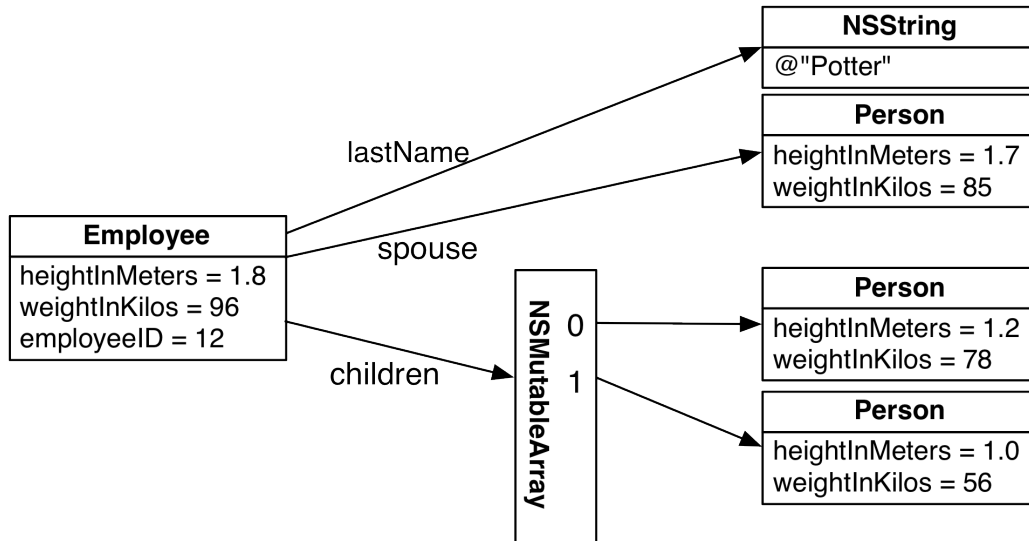 NSString
@"Potter"
Person
heightInMeters = 1.7
weightInKilos = 85
lastName
spouse
Employee
heightInMeters = 1.8
weightInKilos = 96
employeeID = 12
children
NSMutableArray
0
1
Person
heightInMeters = 1.2
weightInKilos = 78
Person
heightInMeters = 1.0
weightInKilos = 56